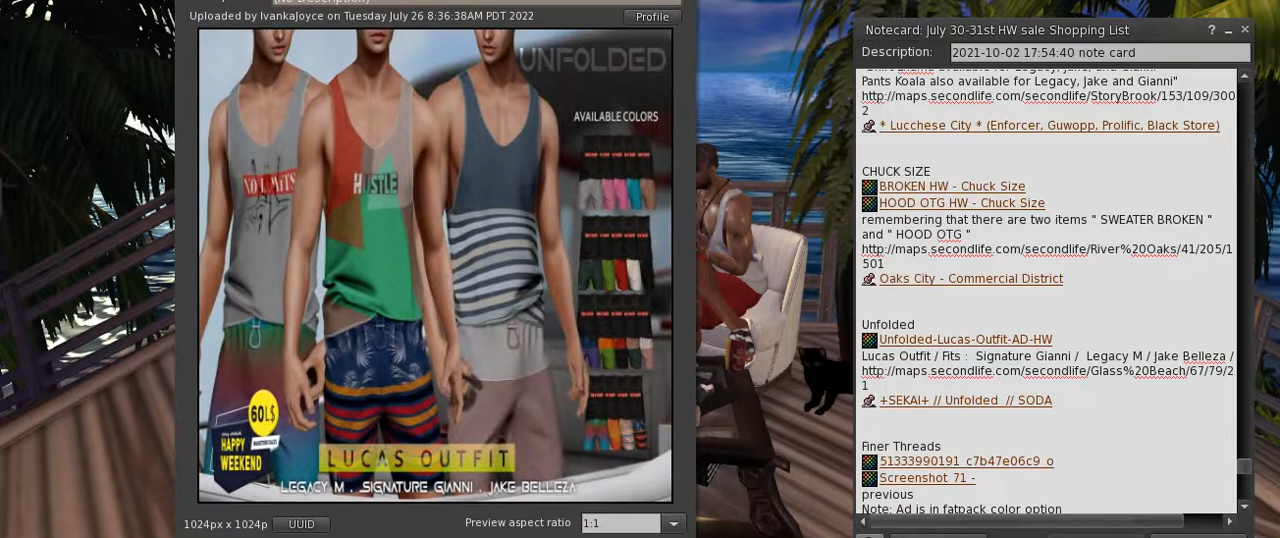 (No Description)
Uploaded by IvankaJoyce on Tuesday July 26 8:36:38AM PDT 2022
Profile
UNFOLDED
AVAILABLE COLORS
NO LIMITS
HUSTLE
60L$
HAPPY
WEEKEND
LUCAS OUTFIT
LEGACY M . SIGNATURE GIANNI . JAKE BELLEZA
1024px x 1024p
UUID
Preview aspect ratio
1:1
Notecard: July 30-31st HW sale Shopping List
Description:
2021-10-02 17:54:40 note card
Pants Koala also available for Legacy, Jake and Gianni"
http://maps.secondlife.com/secondlife/StoryBrook/153/109/300
2
* Lucchese City * (Enforcer, Guwopp, Prolific, Black Store)
CHUCK SIZE
BROKEN HW - Chuck Size
HOOD OTG HW - Chuck Size
remembering that there are two items " SWEATER BROKEN "
and " HOOD OTG "
http://maps.secondlife.com/secondlife/River%20Oaks/41/205/1
501
Oaks City - Commercial District
Unfolded
Unfolded-Lucas-Outfit-AD-HW
Lucas Outfit / Fits :  Signature Gianni /  Legacy M / Jake Belleza /
http://maps.secondlife.com/secondlife/Glass%20Beach/67/79/2
1
+SEKAI+ // Unfolded  // SODA
Finer Threads
51333990191_c7b47e06c9_o
Screenshot_71 -
previous
Note: Ad is in fatpack color option